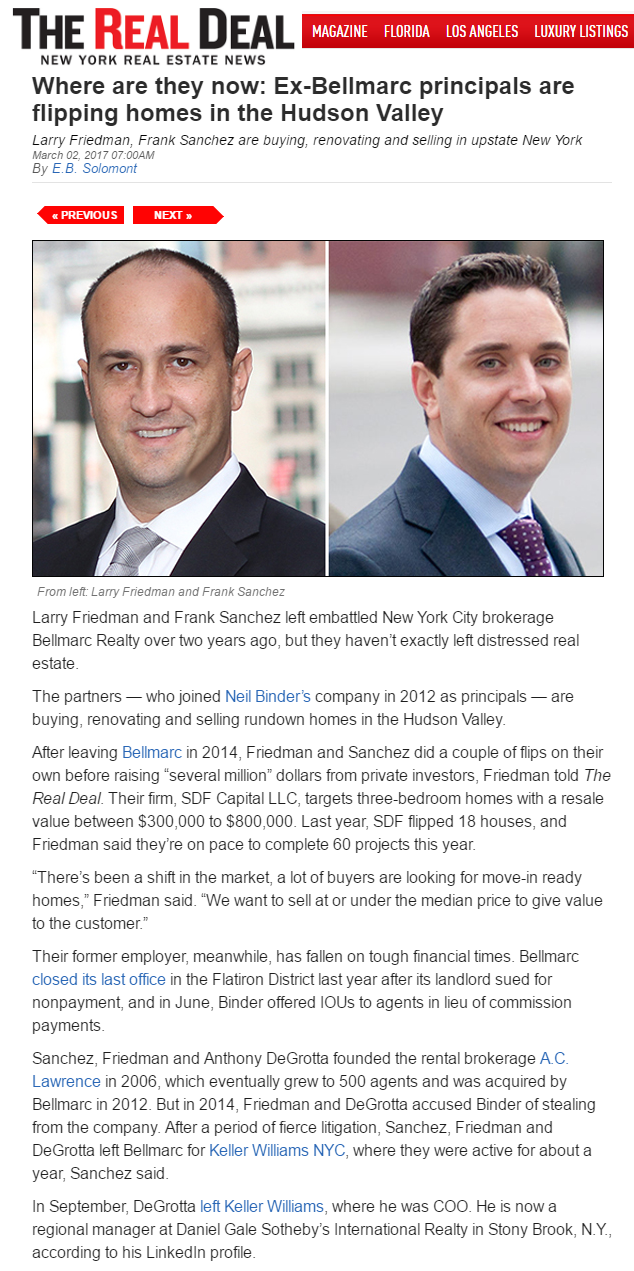 THE REAL DEAL
NEW YORK REAL ESTATE NEWS
MAGAZINE FLORIDA LOS ANGELES LUXURY LISTINGS
Where are they now: Ex-Bellmarc principals are
flipping homes in the Hudson Valley
Larry Friedman, Frank Sanchez are buying, renovating and selling in upstate New York
March 02, 2017 07:00AM
By E.B. Solomont
« PREVIOUS NEXT »
From left: Larry Friedman and Frank Sanchez
Larry Friedman and Frank Sanchez left embattled New York City brokerage
Bellmarc Realty over two years ago, but they haven’t exactly left distressed real
estate.
The partners — who joined Neil Binder’s company in 2012 as principals — are
buying, renovating and selling rundown homes in the Hudson Valley.
After leaving Bellmarc in 2014, Friedman and Sanchez did a couple of flips on their
own before raising “several million” dollars from private investors, Friedman told The
Real Deal. Their firm, SDF Capital LLC, targets three-bedroom homes with a resale
value between $300,000 to $800,000. Last year, SDF flipped 18 houses, and
Friedman said they’re on pace to complete 60 projects this year.
“There’s been a shift in the market, a lot of buyers are looking for move-in ready
homes,” Friedman said. “We want to sell at or under the median price to give value
to the customer.”
Their former employer, meanwhile, has fallen on tough financial times. Bellmarc
closed its last office in the Flatiron District last year after its landlord sued for
nonpayment, and in June, Binder offered IOUs to agents in lieu of commission
payments.
Sanchez, Friedman and Anthony DeGrotta founded the rental brokerage A.C.
Lawrence in 2006, which eventually grew to 500 agents and was acquired by
Bellmarc in 2012. But in 2014, Friedman and DeGrotta accused Binder of stealing
from the company. After a period of fierce litigation, Sanchez, Friedman and
DeGrotta left Bellmarc for Keller Williams NYC, where they were active for about a
year, Sanchez said.
In September, DeGrotta left Keller Williams, where he was COO. He is now a
regional manager at Daniel Gale Sotheby’s International Realty in Stony Brook, N.Y.,
according to his LinkedIn profile.